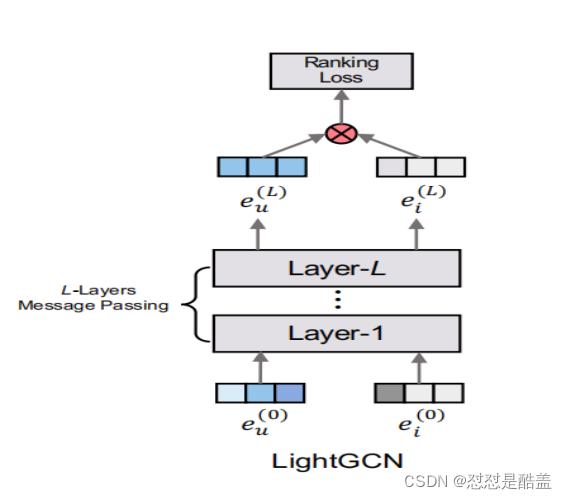 Ranking
Loss
e_u^{(L)}
e_i^{(L)}
Layer-L
L-Layers
Message Passing
⋮
Layer-1
e_u^{(0)}
e_i^{(0)}
LightGCN
CSDN @怼怼是酷盖